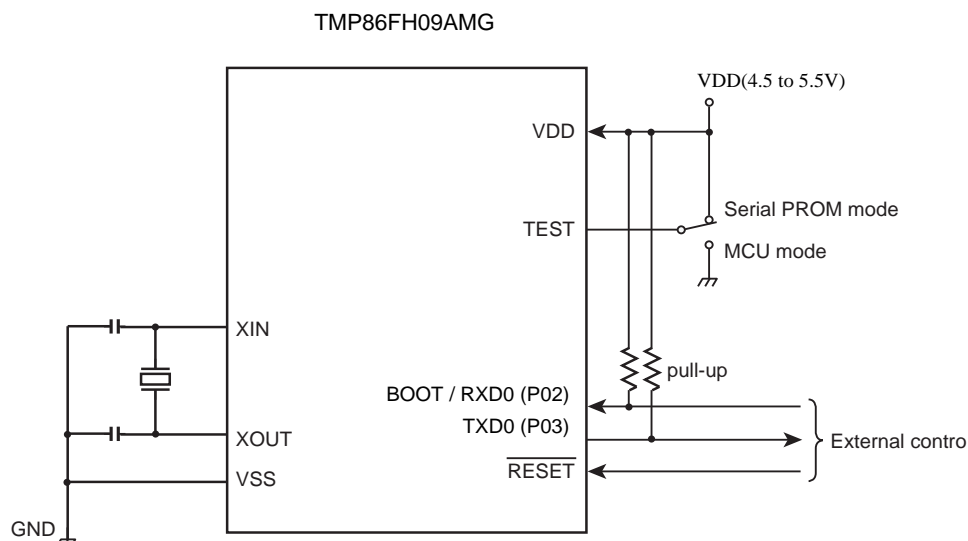 TMP86FH09AMG
VDD(4.5 to 5.5V)
VDD
TEST
Serial PROM mode
MCU mode
XIN
pull-up
BOOT / RXD0 (P02)
TXD0 (P03)
XOUT
External contro
RESET
VSS
GND